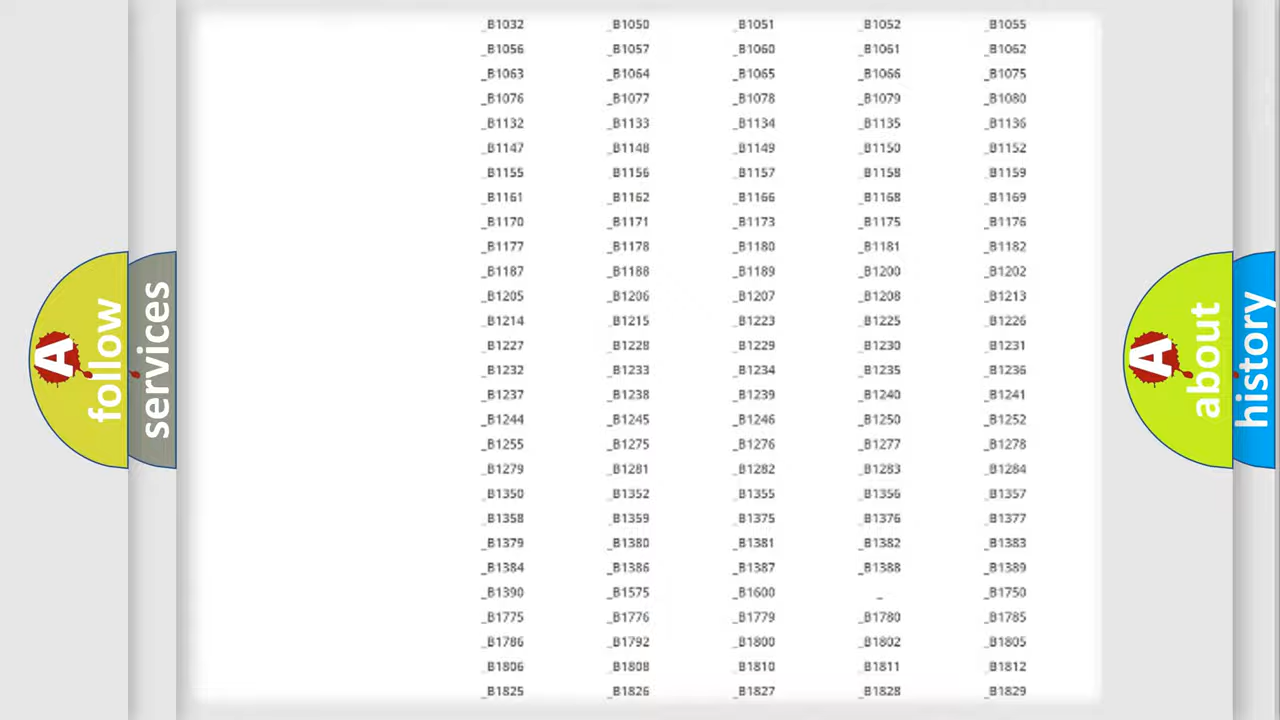 _B1032 _B1050 _B1051 _B1052 _B1055
_B1056 _B1057 _B1060 _B1061 _B1062
_B1063 _B1064 _B1065 _B1066 _B1075
_B1076 _B1077 _B1078 _B1079 _B1080
_B1132 _B1133 _B1134 _B1135 _B1136
_B1147 _B1148 _B1149 _B1150 _B1152
_B1155 _B1156 _B1157 _B1158 _B1159
_B1161 _B1162 _B1166 _B1168 _B1169
_B1170 _B1171 _B1173 _B1175 _B1176
_B1177 _B1178 _B1180 _B1181 _B1182
_B1187 _B1188 _B1189 _B1200 _B1202
_B1205 _B1206 _B1207 _B1208 _B1213
_B1214 _B1215 _B1223 _B1225 _B1226
_B1227 _B1228 _B1229 _B1230 _B1231
_B1232 _B1233 _B1234 _B1235 _B1236
_B1237 _B1238 _B1239 _B1240 _B1241
_B1244 _B1245 _B1246 _B1250 _B1252
_B1255 _B1275 _B1276 _B1277 _B1278
_B1279 _B1281 _B1282 _B1283 _B1284
_B1350 _B1352 _B1355 _B1356 _B1357
_B1358 _B1359 _B1375 _B1376 _B1377
_B1379 _B1380 _B1381 _B1382 _B1383
_B1384 _B1386 _B1387 _B1388 _B1389
_B1390 _B1575 _B1600 _ _B1750
_B1775 _B1776 _B1779 _B1780 _B1785
_B1786 _B1792 _B1800 _B1802 _B1805
_B1806 _B1808 _B1810 _B1811 _B1812
_B1825 _B1826 _B1827 _B1828 _B1829
A
follow
services
A
about
history